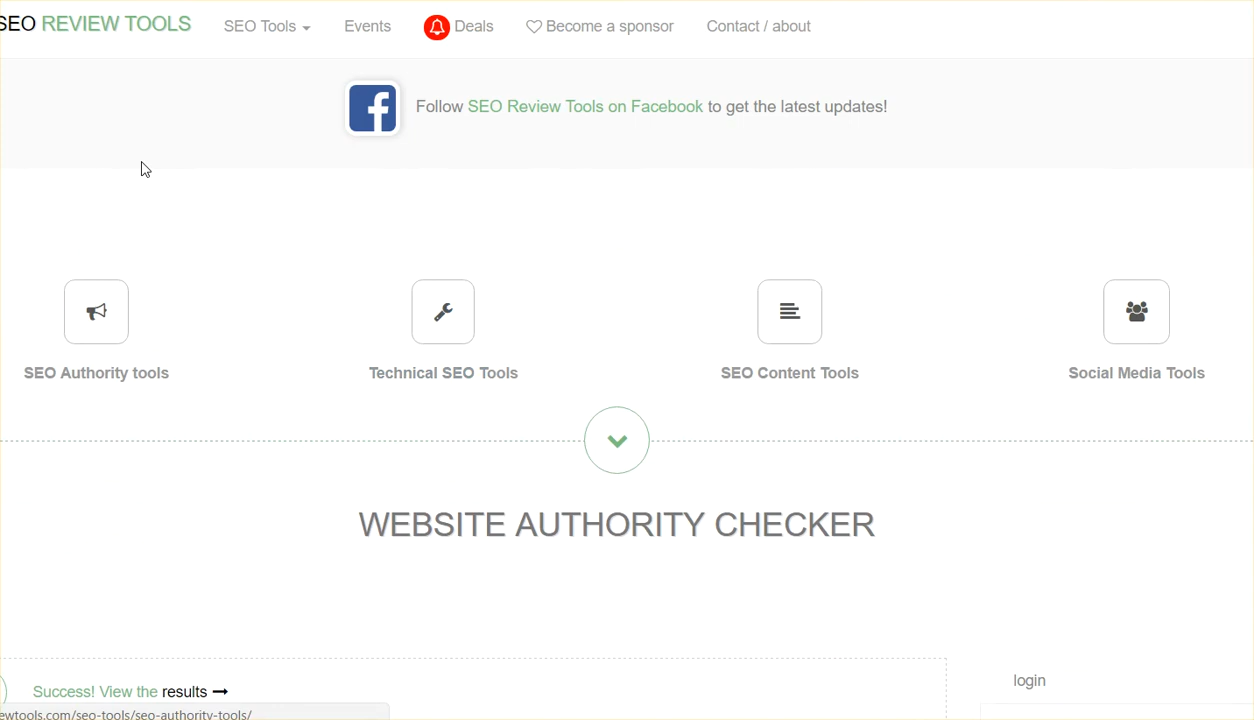 SEO REVIEW TOOLS SEO Tools Events Deals Become a sponsor Contact / about
Follow SEO Review Tools on Facebook to get the latest updates!
SEO Authority tools Technical SEO Tools SEO Content Tools Social Media Tools
WEBSITE AUTHORITY CHECKER
login
Success! View the results ➞
ewtools.com/seo-tools/seo-authority-tools/